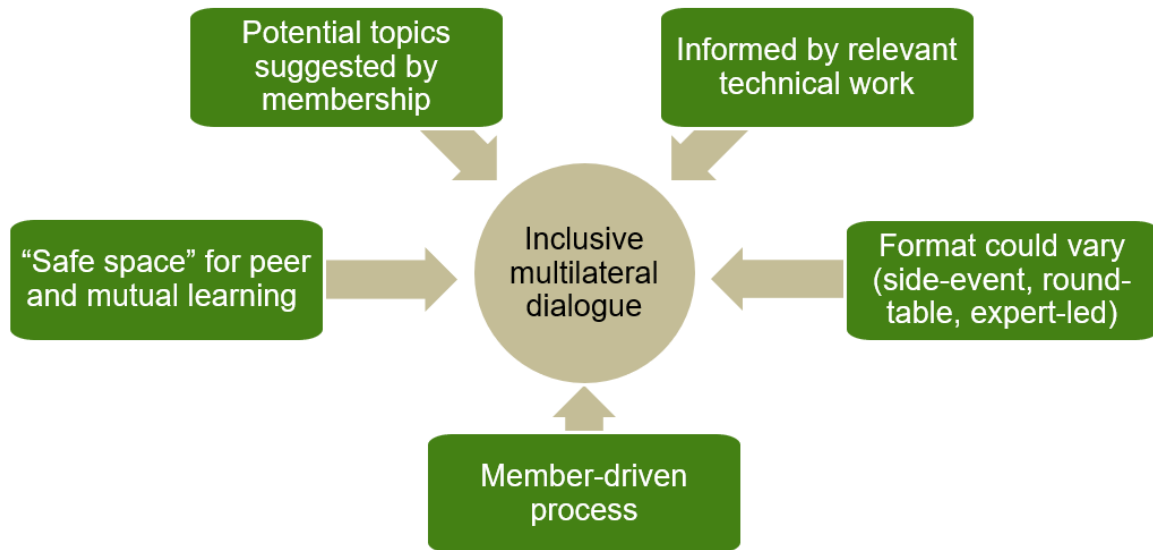 Potential topics
suggested by
membership
Informed by relevant
technical work
“Safe space” for peer
and mutual learning
Inclusive
multilateral
dialogue
Format could vary
(side-event, round-
table, expert-led)
Member-driven
process